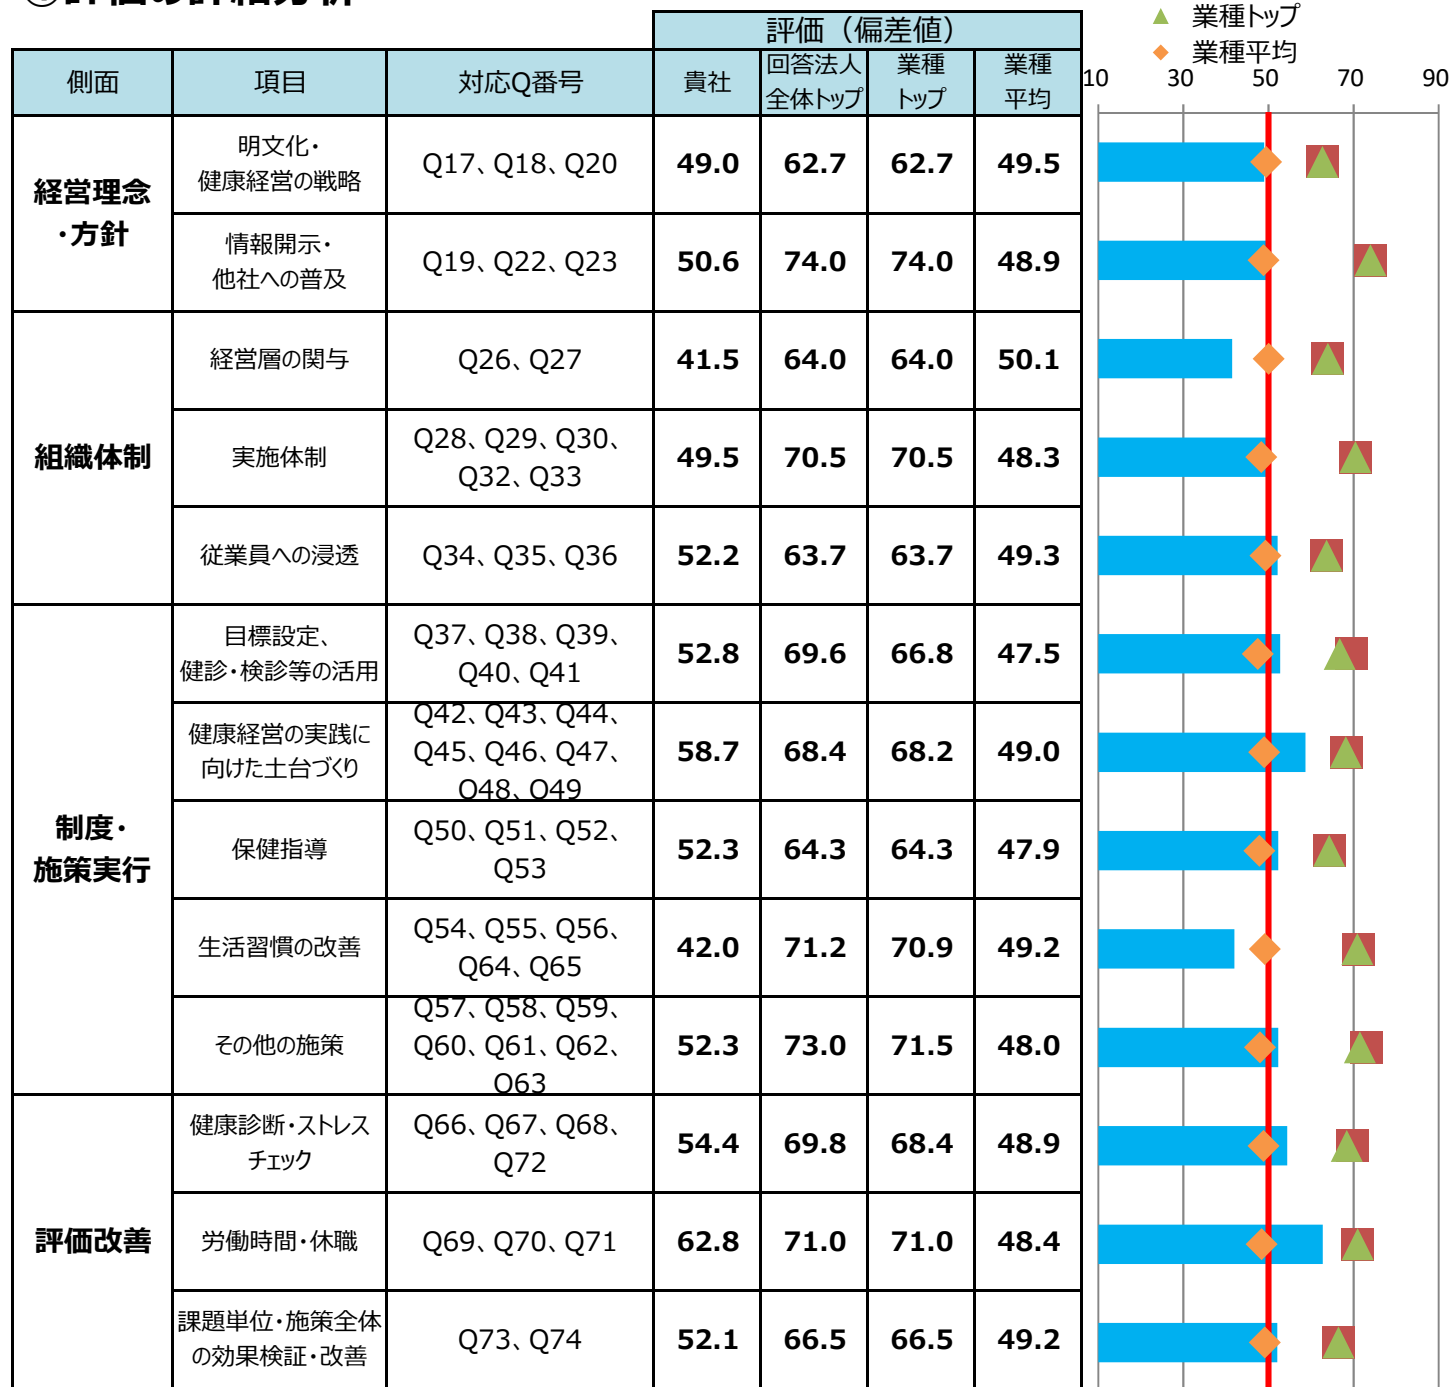 評価（偏差値）
▲ 業種トップ
◆ 業種平均
側面 項目 対応Q番号 貴社 回答法人 業種 業種
全体トップ トップ 平均
10 30 50 70 90
経営理念
・方針
明文化・
健康経営の戦略
Q17、Q18、Q20 49.0 62.7 62.7 49.5
情報開示・
他社への普及
Q19、Q22、Q23 50.6 74.0 74.0 48.9
組織体制
経営層の関与 Q26、Q27 41.5 64.0 64.0 50.1
実施体制
Q28、Q29、Q30、
Q32、Q33
49.5 70.5 70.5 48.3
従業員への浸透 Q34、Q35、Q36 52.2 63.7 63.7 49.3
制度・
施策実行
目標設定、
健診・検診等の活用
Q37、Q38、Q39、
Q40、Q41
52.8 69.6 66.8 47.5
健康経営の実践に
向けた土台づくり
Q42、Q43、Q44、
Q45、Q46、Q47、
Q48、Q49
58.7 68.4 68.2 49.0
保健指導
Q50、Q51、Q52、
Q53
52.3 64.3 64.3 47.9
生活習慣の改善
Q54、Q55、Q56、
Q64、Q65
42.0 71.2 70.9 49.2
その他の施策
Q57、Q58、Q59、
Q60、Q61、Q62、
Q63
52.3 73.0 71.5 48.0
評価改善
健康診断・ストレス
チェック
Q66、Q67、Q68、
Q72
54.4 69.8 68.4 48.9
労働時間・休職 Q69、Q70、Q71 62.8 71.0 71.0 48.4
課題単位・施策全体
の効果検証・改善
Q73、Q74 52.1 66.5 66.5 49.2